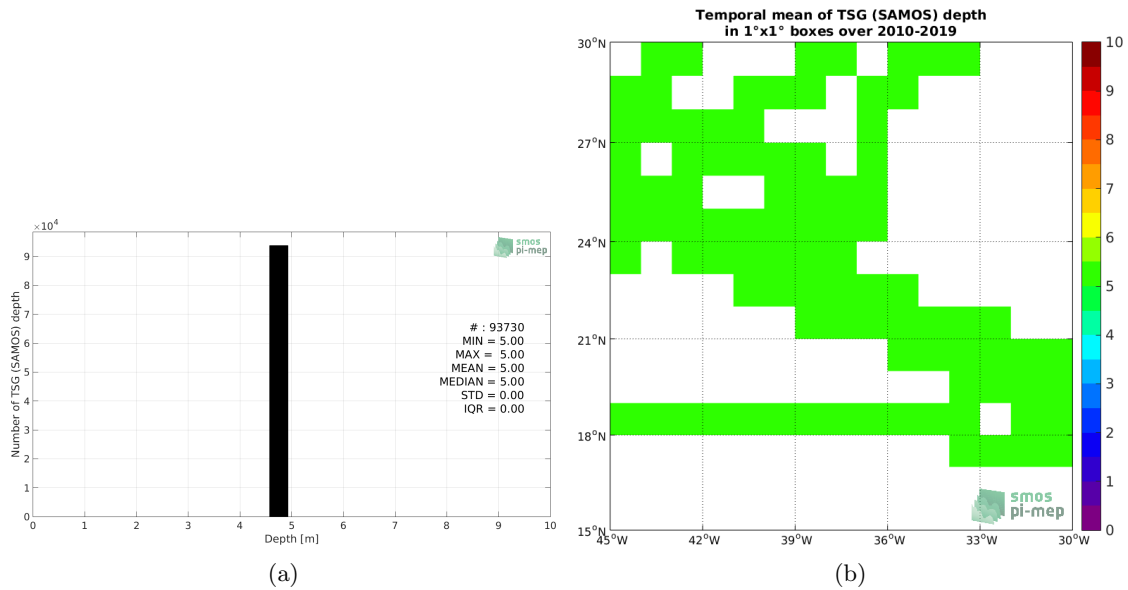 ×10⁴
9
8
7
6
5
4
3
2
1
0
Number of TSG (SAMOS) depth
0 1 2 3 4 5 6 7 8 9 10
Depth [m]
smos
pi-mep
# : 93730
MIN = 5.00
MAX = 5.00
MEAN = 5.00
MEDIAN = 5.00
STD = 0.00
IQR = 0.00
(a)
Temporal mean of TSG (SAMOS) depth
in 1°x1° boxes over 2010-2019
30°N
27°N
24°N
21°N
18°N
15°N
45°W 42°W 39°W 36°W 33°W 30°W
smos
pi-mep
10
9
8
7
6
5
4
3
2
1
0
(b)